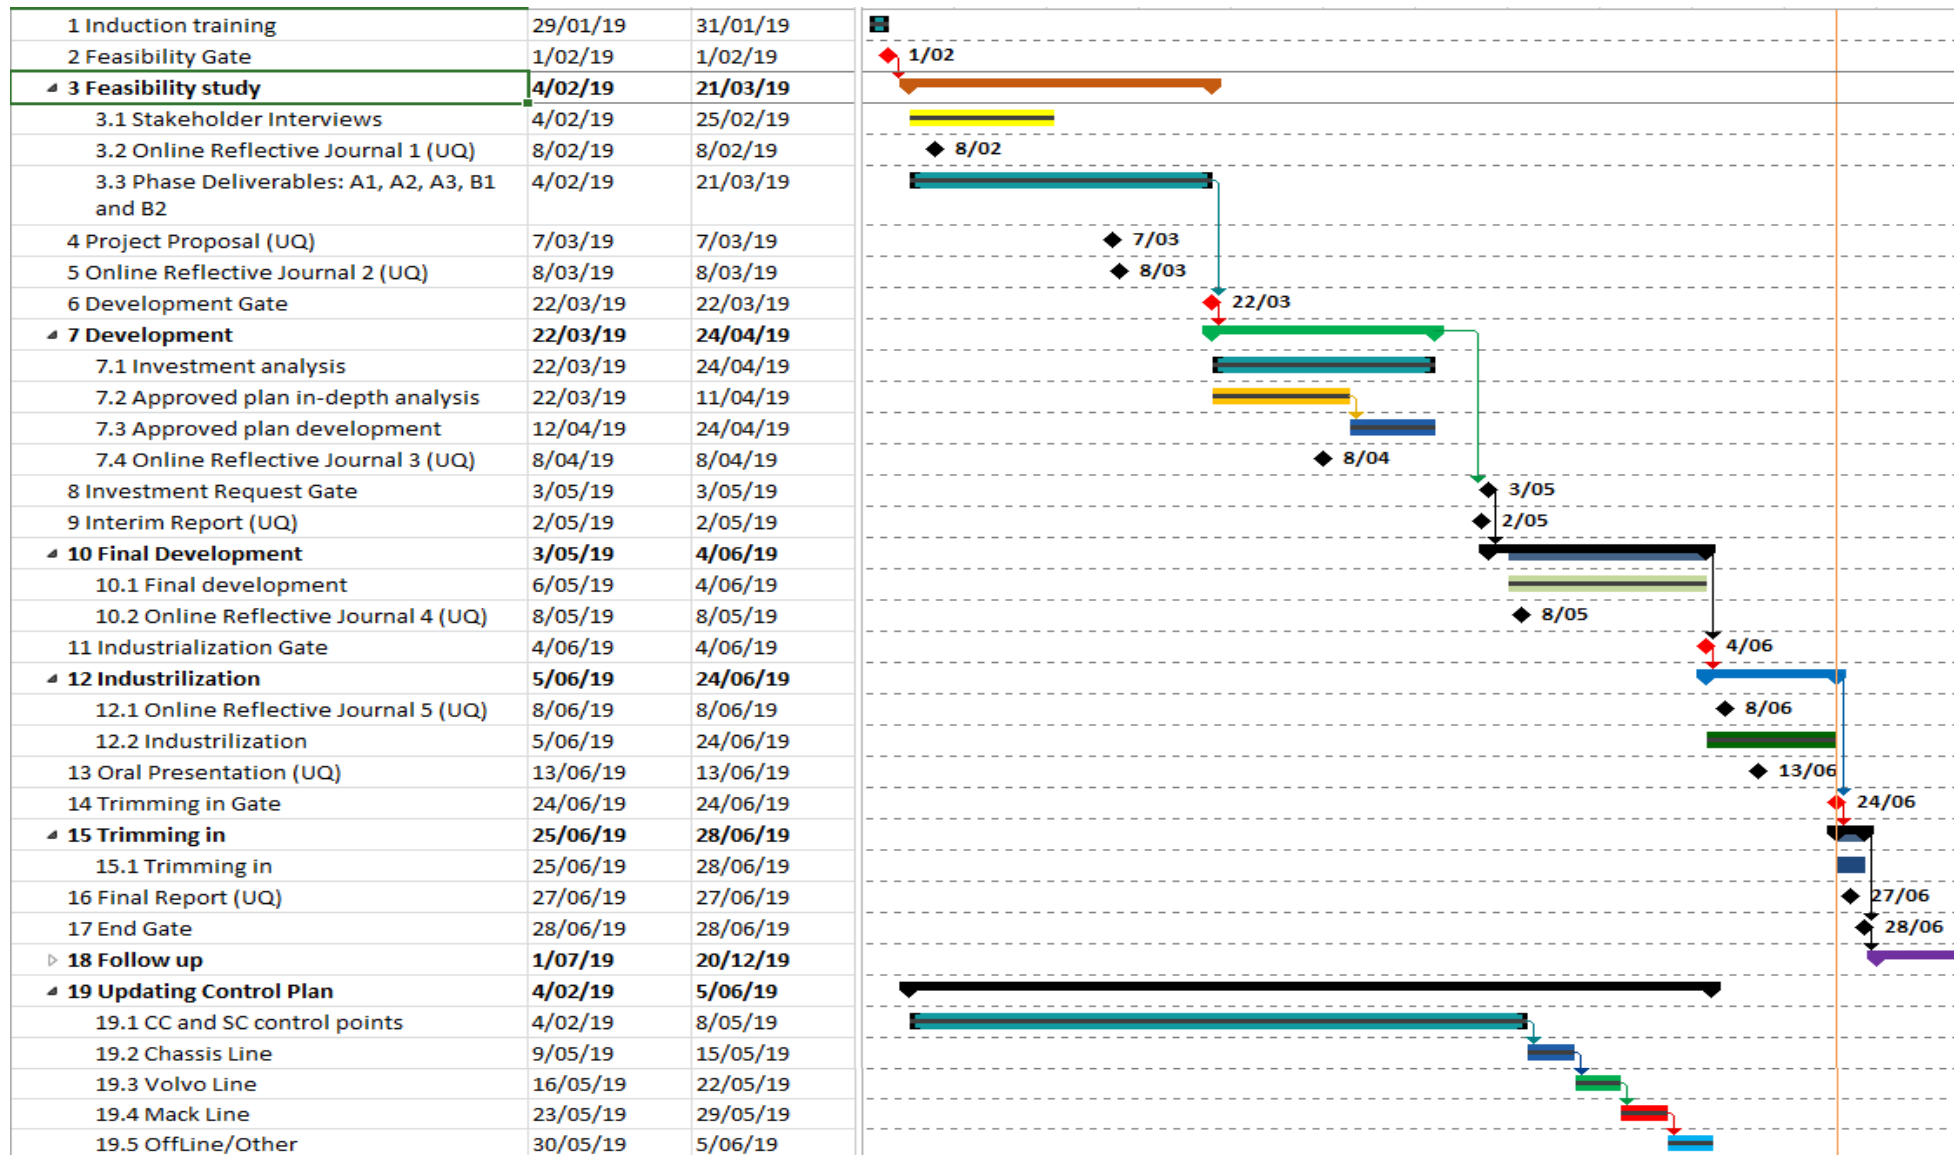 1 Induction training 29/01/19 31/01/19
2 Feasibility Gate 1/02/19 1/02/19 1/02
3 Feasibility study 4/02/19 21/03/19
3.1 Stakeholder Interviews 4/02/19 25/02/19
3.2 Online Reflective Journal 1 (UQ) 8/02/19 8/02/19 8/02
3.3 Phase Deliverables: A1, A2, A3, B1 4/02/19 21/03/19
and B2
4 Project Proposal (UQ) 7/03/19 7/03/19 7/03
5 Online Reflective Journal 2 (UQ) 8/03/19 8/03/19 8/03
6 Development Gate 22/03/19 22/03/19 22/03
7 Development 22/03/19 24/04/19
7.1 Investment analysis 22/03/19 24/04/19
7.2 Approved plan in-depth analysis 22/03/19 11/04/19
7.3 Approved plan development 12/04/19 24/04/19
7.4 Online Reflective Journal 3 (UQ) 8/04/19 8/04/19 8/04
8 Investment Request Gate 3/05/19 3/05/19 3/05
9 Interim Report (UQ) 2/05/19 2/05/19 2/05
10 Final Development 3/05/19 4/06/19
10.1 Final development 6/05/19 4/06/19
10.2 Online Reflective Journal 4 (UQ) 8/05/19 8/05/19 8/05
11 Industrialization Gate 4/06/19 4/06/19 4/06
12 Industrilization 5/06/19 24/06/19
12.1 Online Reflective Journal 5 (UQ) 8/06/19 8/06/19 8/06
12.2 Industrilization 5/06/19 24/06/19
13 Oral Presentation (UQ) 13/06/19 13/06/19 13/06
14 Trimming in Gate 24/06/19 24/06/19 24/06
15 Trimming in 25/06/19 28/06/19
15.1 Trimming in 25/06/19 28/06/19
16 Final Report (UQ) 27/06/19 27/06/19 27/06
17 End Gate 28/06/19 28/06/19 28/06
18 Follow up 1/07/19 20/12/19
19 Updating Control Plan 4/02/19 5/06/19
19.1 CC and SC control points 4/02/19 8/05/19
19.2 Chassis Line 9/05/19 15/05/19
19.3 Volvo Line 16/05/19 22/05/19
19.4 Mack Line 23/05/19 29/05/19
19.5 OffLine/Other 30/05/19 5/06/19